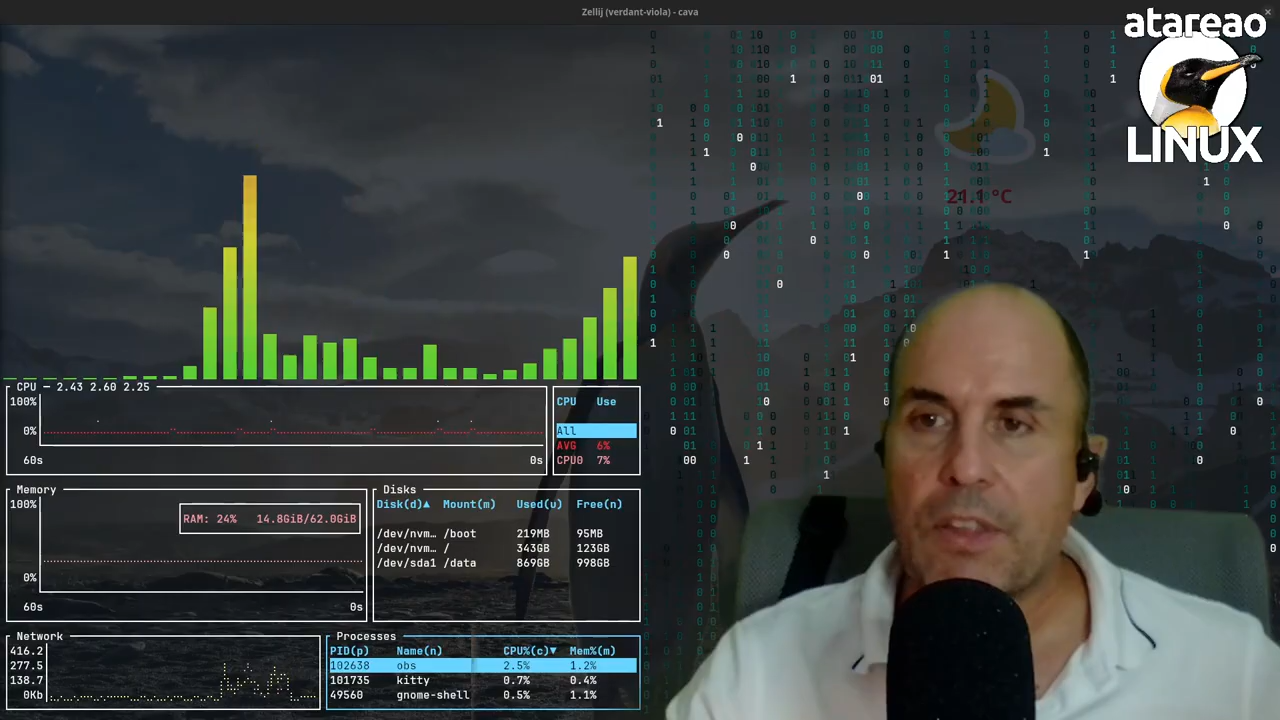 Zellij (verdant-viola) - cava
atareao
LINUX
21.1 °C
CPU — 2.43 2.60 2.25
100%
0%
60s 0s
CPU Use
All
AVG 6%
CPU0 7%
Memory
100%
RAM: 24% 14.8GiB/62.0GiB
0%
60s 0s
Disks
Disk(d)▲ Mount(m) Used(u) Free(n)
/dev/nvm… /boot 219MB 95MB
/dev/nvm… / 343GB 123GB
/dev/sda1 /data 869GB 998GB
Network
416.2
277.5
138.7
0Kb
Processes
PID(p) Name(n) CPU%(c)▼ Mem%(m)
102638 obs 2.5% 1.2%
101735 kitty 0.7% 0.4%
49560 gnome-shell 0.5% 1.1%